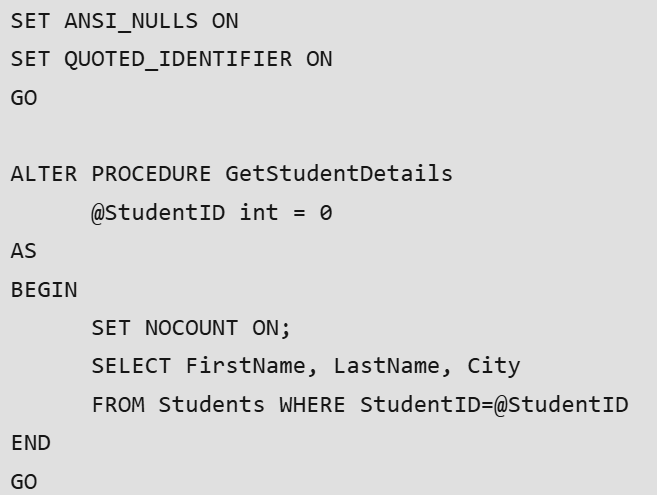 SET ANSI_NULLS ON
SET QUOTED_IDENTIFIER ON
GO
ALTER PROCEDURE GetStudentDetails
@StudentID int = 0
AS
BEGIN
SET NOCOUNT ON;
SELECT FirstName, LastName, City
FROM Students WHERE StudentID=@StudentID
END
GO